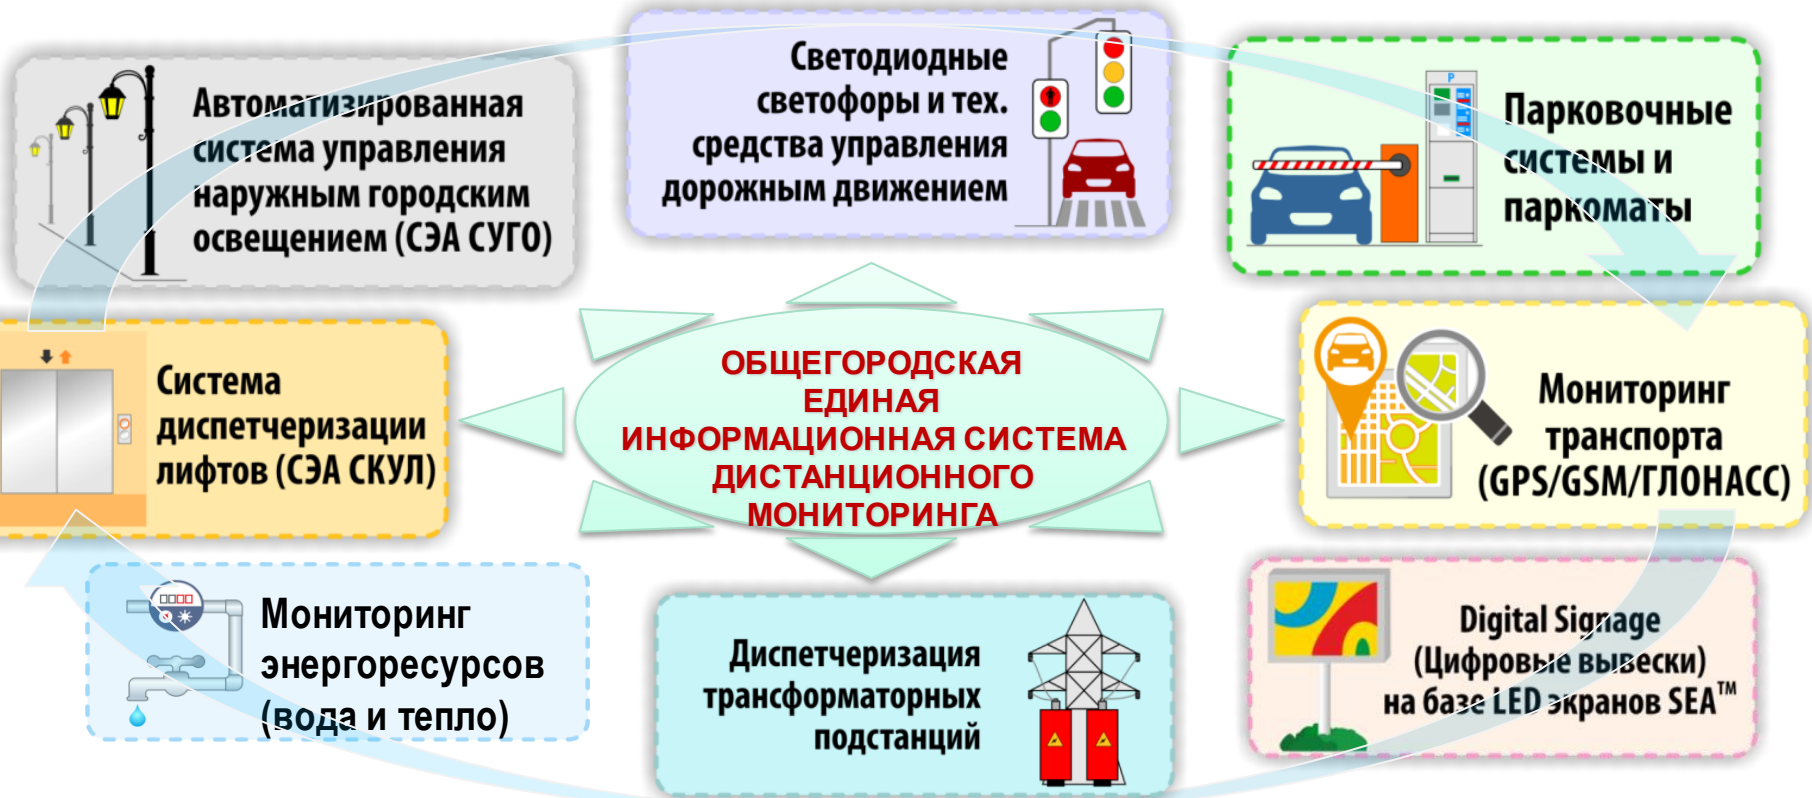 Автоматизированная
система управления
наружным городским
освещением (СЭА СУГО)
Светодиодные
светофоры и тех.
средства управления
дорожным движением
P
Парковочные
системы и
паркоматы
Система
диспетчеризации
лифтов (СЭА СКУЛ)
ОБЩЕГОРОДСКАЯ
ЕДИНАЯ
ИНФОРМАЦИОННАЯ СИСТЕМА
ДИСТАНЦИОННОГО
МОНИТОРИНГА
Мониторинг
транспорта
(GPS/GSM/ГЛОНАСС)
Мониторинг
энергоресурсов
(вода и тепло)
Диспетчеризация
трансформаторных
подстанций
Digital Signage
(Цифровые вывески)
на базе LED экранов SEA™